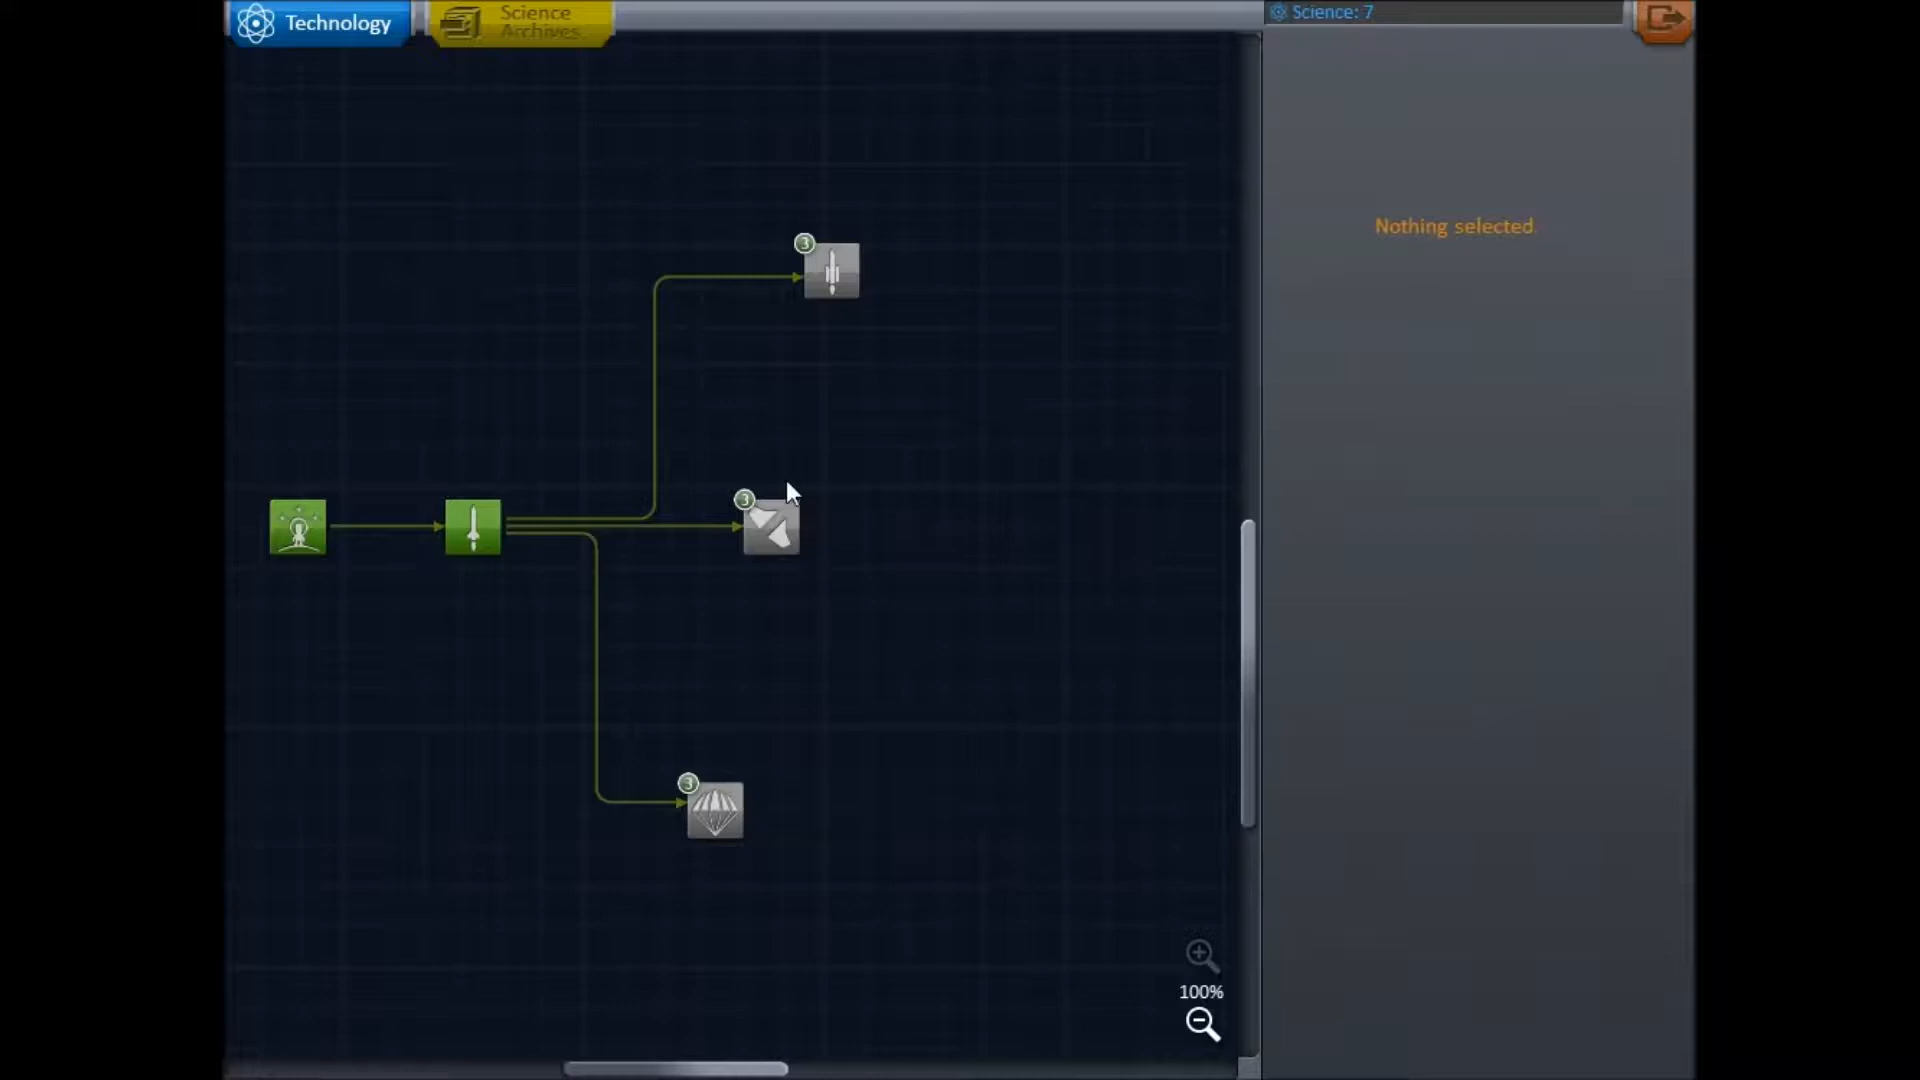 Technology
Science
Archives
Science: 7
Nothing selected
3
3
3
100%